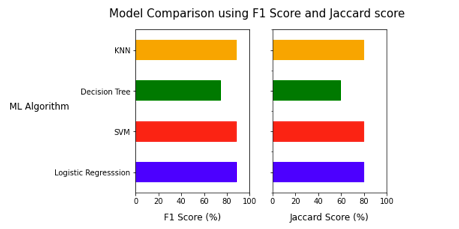 Model Comparison using F1 Score and Jaccard score
ML Algorithm
KNN
Decision Tree
SVM
Logistic Regresssion
0 20 40 60 80 100
F1 Score (%)
0 20 40 60 80 100
Jaccard Score (%)